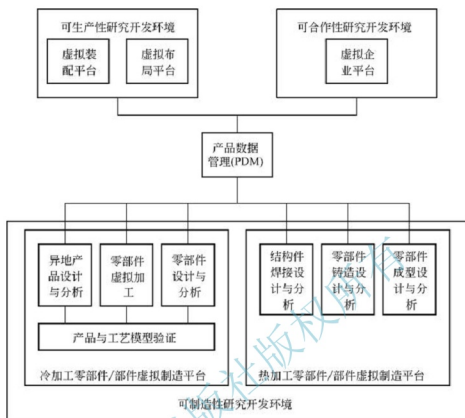 可生产性研究开发环境
虚拟装
配平台
虚拟布
局平台
可合作性研究开发环境
虚拟企
业平台
产品数据
管理(PDM)
异地产
品设计
与分析
零部件
虚拟加
工
零部件
设计与
分析
产品与工艺模型验证
冷加工零部件/部件虚拟制造平台
结构件
焊接设
计与分
析
零部件
铸造设
计与分
析
零部件
成型设
计与分
析
热加工零部件/部件虚拟制造平台
可制造性研究开发环境
版社版权所有